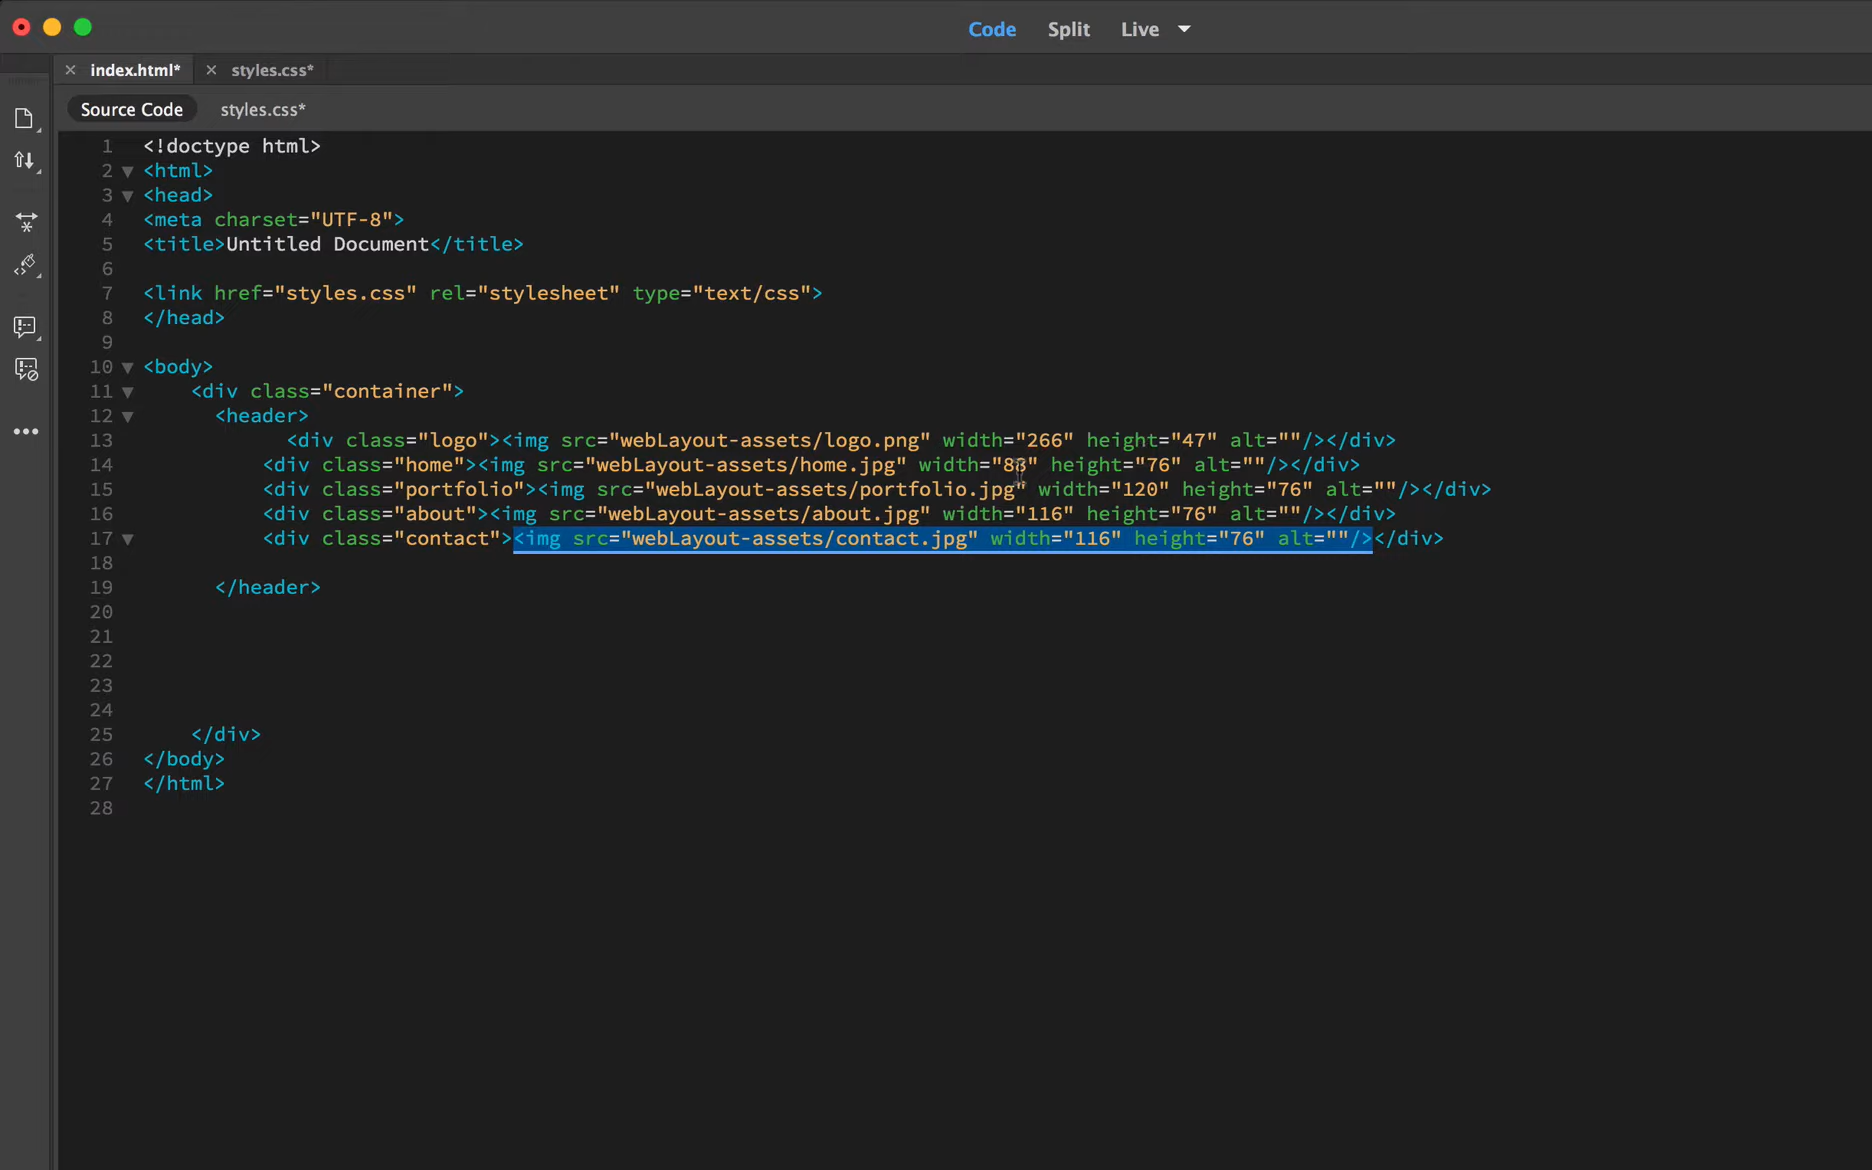 Code Split Live
index.html* styles.css*
Source Code styles.css*
1 <!doctype html>
2 <html>
3 <head>
4 <meta charset="UTF-8">
5 <title>Untitled Document</title>
6
7 <link href="styles.css" rel="stylesheet" type="text/css">
8 </head>
9
10 <body>
11 <div class="container">
12 <header>
13 <div class="logo"><img src="webLayout-assets/logo.png" width="266" height="47" alt=""/></div>
14 <div class="home"><img src="webLayout-assets/home.jpg" width="83" height="76" alt=""/></div>
15 <div class="portfolio"><img src="webLayout-assets/portfolio.jpg" width="120" height="76" alt=""/></div>
16 <div class="about"><img src="webLayout-assets/about.jpg" width="116" height="76" alt=""/></div>
17 <div class="contact"><img src="webLayout-assets/contact.jpg" width="116" height="76" alt=""/></div>
18
19 </header>
20
21
22
23
24
25 </div>
26 </body>
27 </html>
28